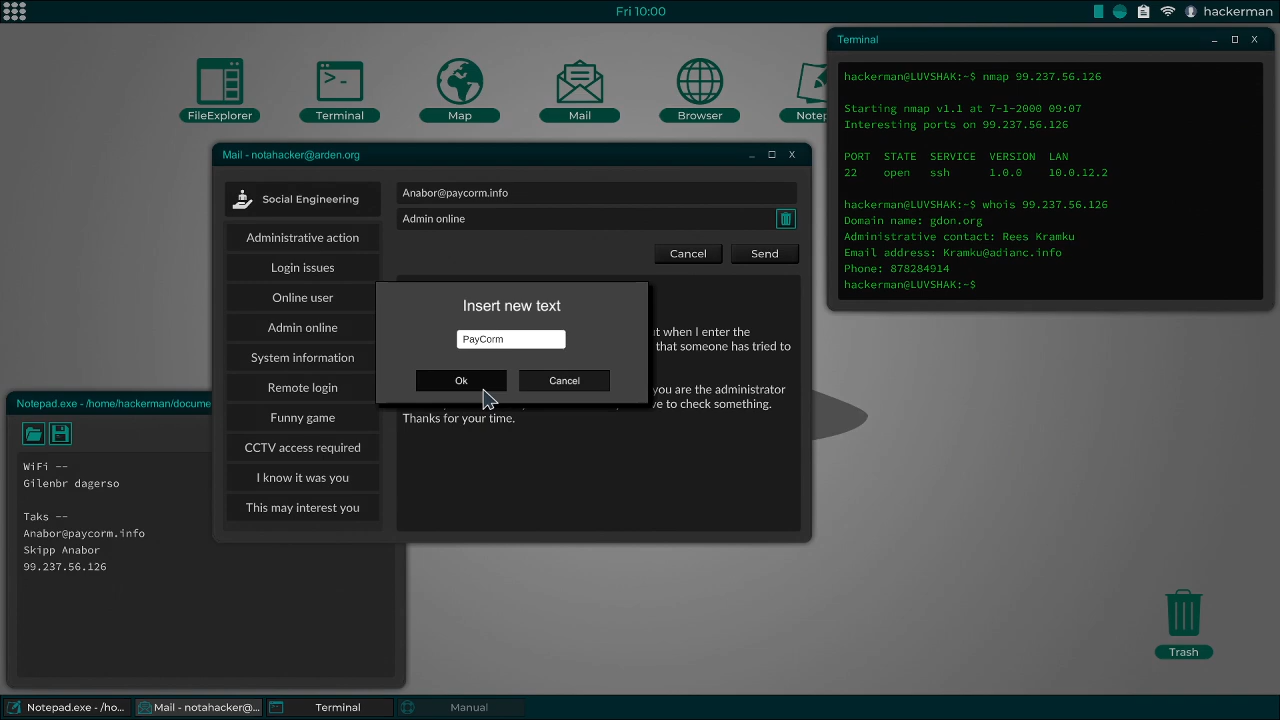 Fri 10:00
hackerman
FileExplorer
Terminal
Map
Mail
Browser
Terminal
hackerman@LUVSHAK:~$ nmap 99.237.56.126
Starting nmap v1.1 at 7-1-2000 09:07
Interesting ports on 99.237.56.126
PORT STATE SERVICE VERSION LAN
22 open ssh 1.0.0 10.0.12.2
hackerman@LUVSHAK:~$ whois 99.237.56.126
Domain name: gdon.org
Administrative contact: Rees Kramku
Email address: Kramku@adianc.info
Phone: 878284914
hackerman@LUVSHAK:~$
Mail - notahacker@arden.org
Social Engineering
Administrative action
Login issues
Online user
Admin online
System information
Remote login
Funny game
CCTV access required
I know it was you
This may interest you
Anabor@paycorm.info
Admin online
Cancel
Send
when I enter the
that someone has tried to
you are the administrator
to check something.
Thanks for your time.
Insert new text
PayCorm
Ok
Cancel
Notepad.exe - /home/hackerman/docume
WiFi --
Gilenbr dagerso
Taks --
Anabor@paycorm.info
Skipp Anabor
99.237.56.126
Trash
Notepad.exe - /ho...
Mail - notahacker@...
Terminal
Manual